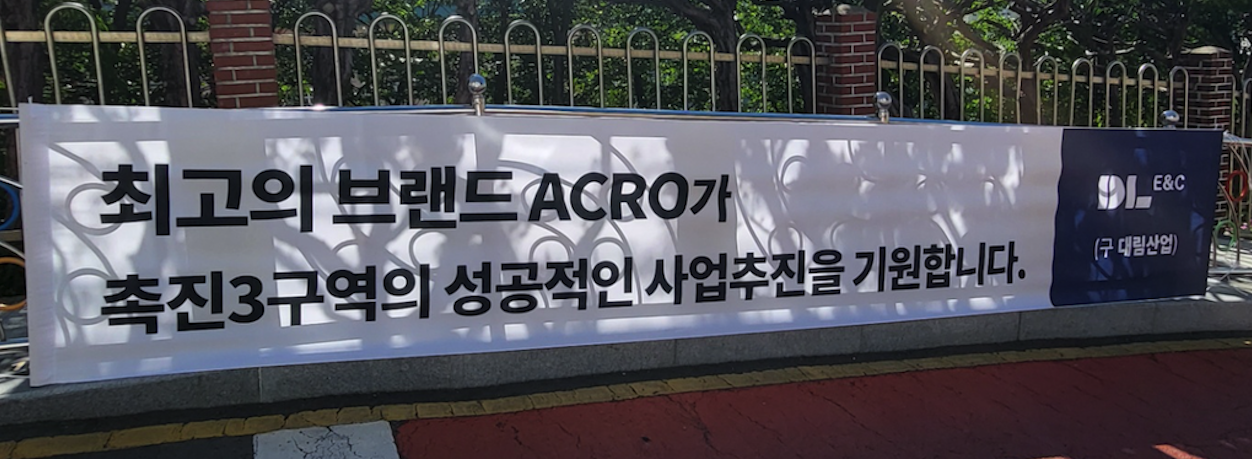 최고의 브랜드 ACRO가
촉진3구역의 성공적인 사업추진을 기원합니다.
DL E&C
(구 대림산업)